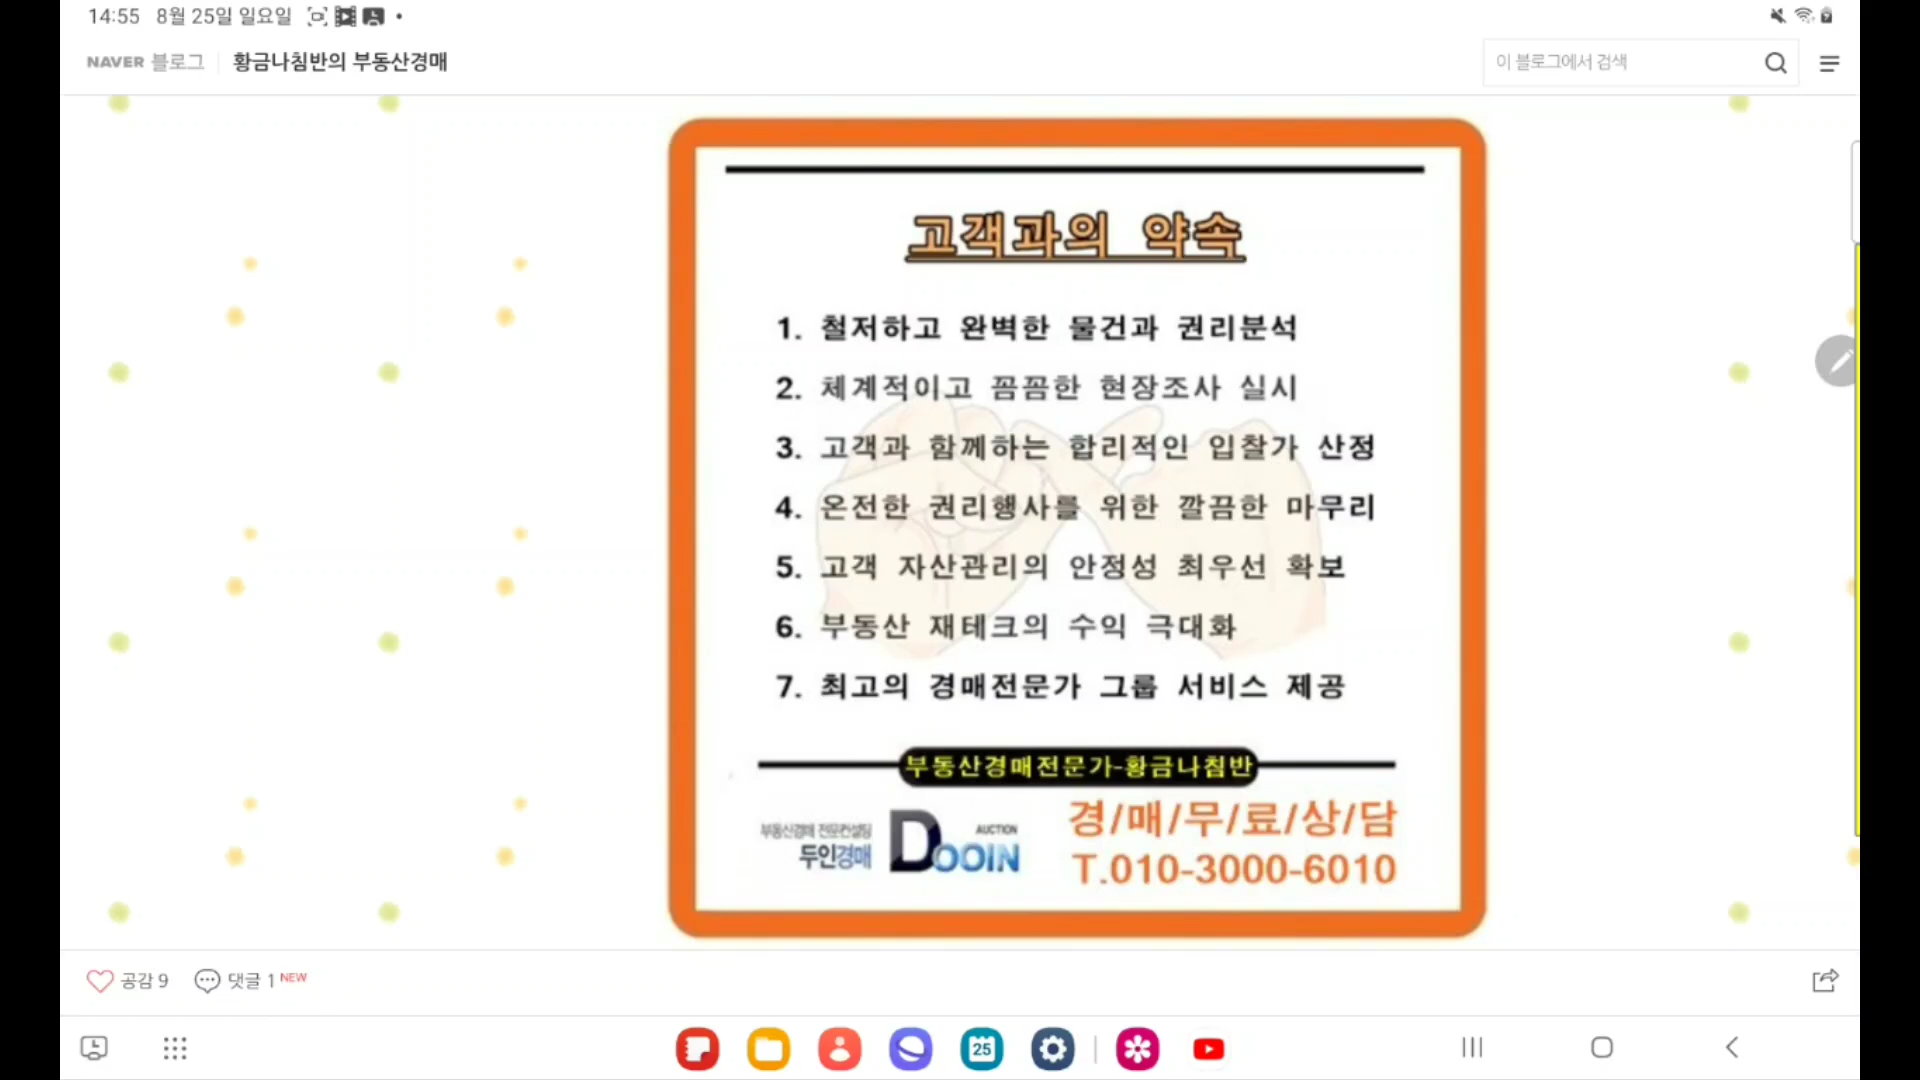 14:55 8월 25일 일요일
NAVER 블로그 황금나침반의 부동산경매
이 블로그에서 검색
고객과의 약속
1. 철저하고 완벽한 물건과 권리분석
2. 체계적이고 꼼꼼한 현장조사 실시
3. 고객과 함께하는 합리적인 입찰가 산정
4. 온전한 권리행사를 위한 깔끔한 마무리
5. 고객 자산관리의 안정성 최우선 확보
6. 부동산 재테크의 수익 극대화
7. 최고의 경매전문가 그룹 서비스 제공
부동산경매전문가-황금나침반
부동산경매 전문컨설팅
두인경매
AUCTION
DOOIN
경/매/무/료/상/담
T.010-3000-6010
공감 9 댓글 1 NEW
25